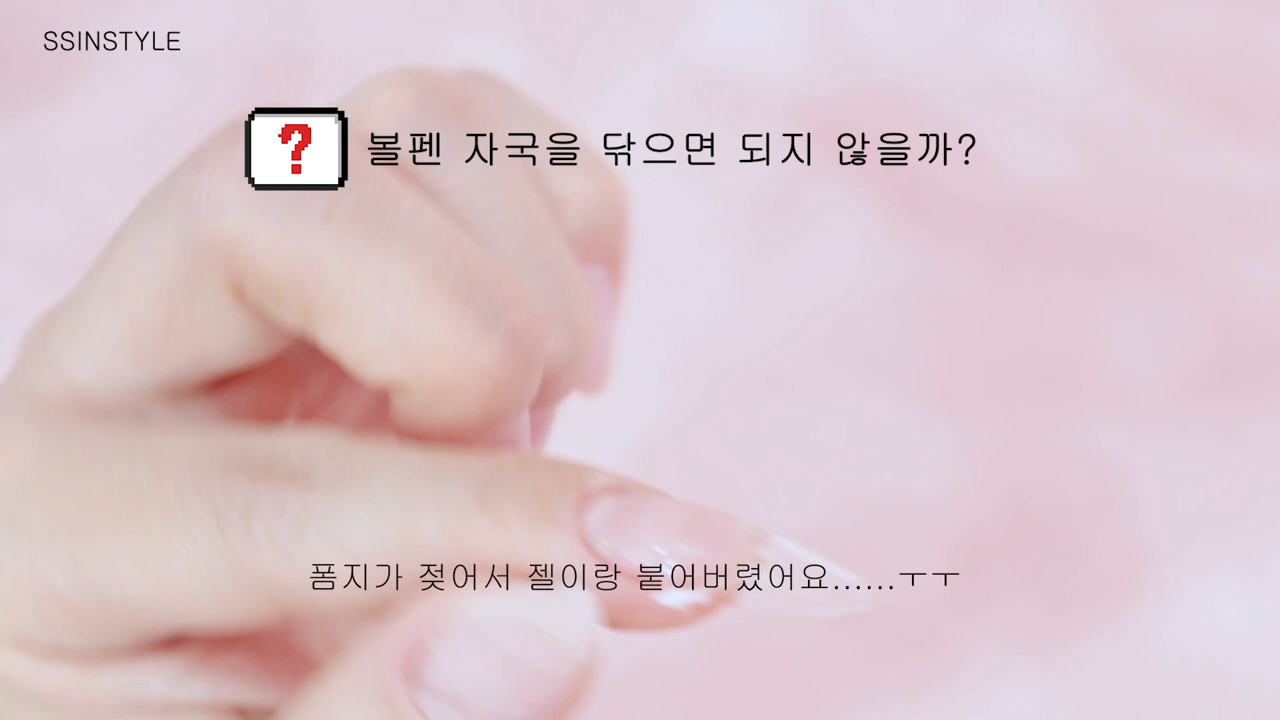 SSINSTYLE
? 볼펜 자국을 닦으면 되지 않을까?
폼지가 젖어서 젤이랑 붙어버렸어요......ㅜㅜ